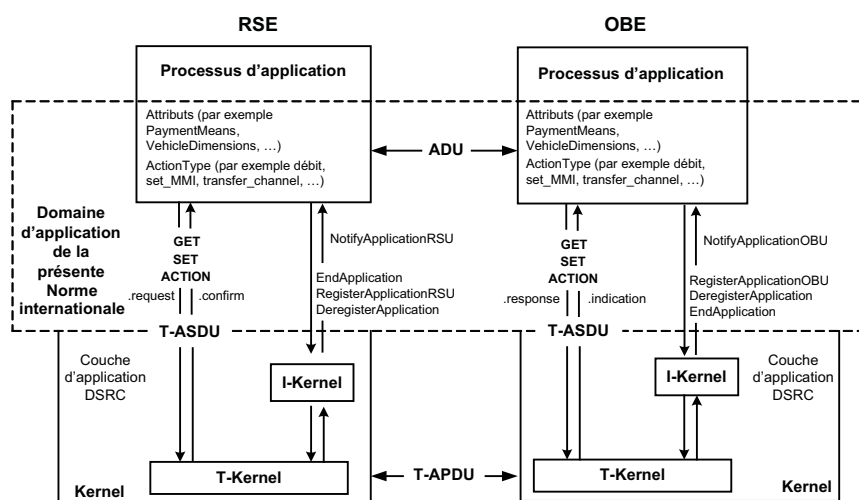 RSE
OBE
Processus d'application
Attributs (par exemple
PaymentMeans,
VehicleDimensions, …)
ActionType (par exemple débit,
set_MMI, transfer_channel, …)
ADU
Processus d'application
Attributs (par exemple
PaymentMeans,
VehicleDimensions, …)
ActionType (par exemple débit,
set_MMI, transfer_channel, …)
Domaine
d'application
de la
présente
Norme
internationale
GET
SET
ACTION
.request
.confirm
NotifyApplicationRSU
EndApplication
RegisterApplicationRSU
DeregisterApplication
GET
SET
ACTION
.response
.indication
NotifyApplicationOBU
RegisterApplicationOBU
DeregisterApplication
EndApplication
T-ASDU
T-ASDU
Couche
d'application
DSRC
I-Kernel
T-Kernel
Kernel
T-APDU
I-Kernel
Couche
d'application
DSRC
T-Kernel
Kernel